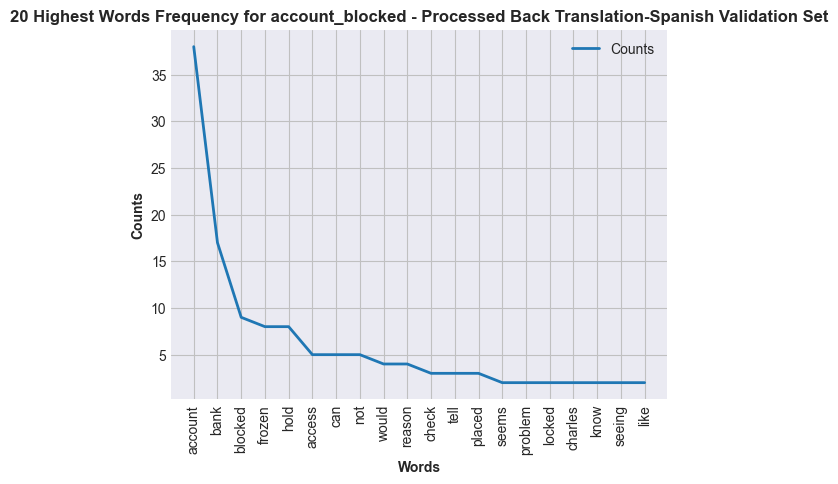 20 Highest Words Frequency for account_blocked - Processed Back Translation-Spanish Validation Set
Counts
35
30
25
20
15
10
5
Counts
account
bank
blocked
frozen
hold
access
can
not
would
reason
check
tell
placed
seems
problem
locked
charles
know
seeing
like
Words